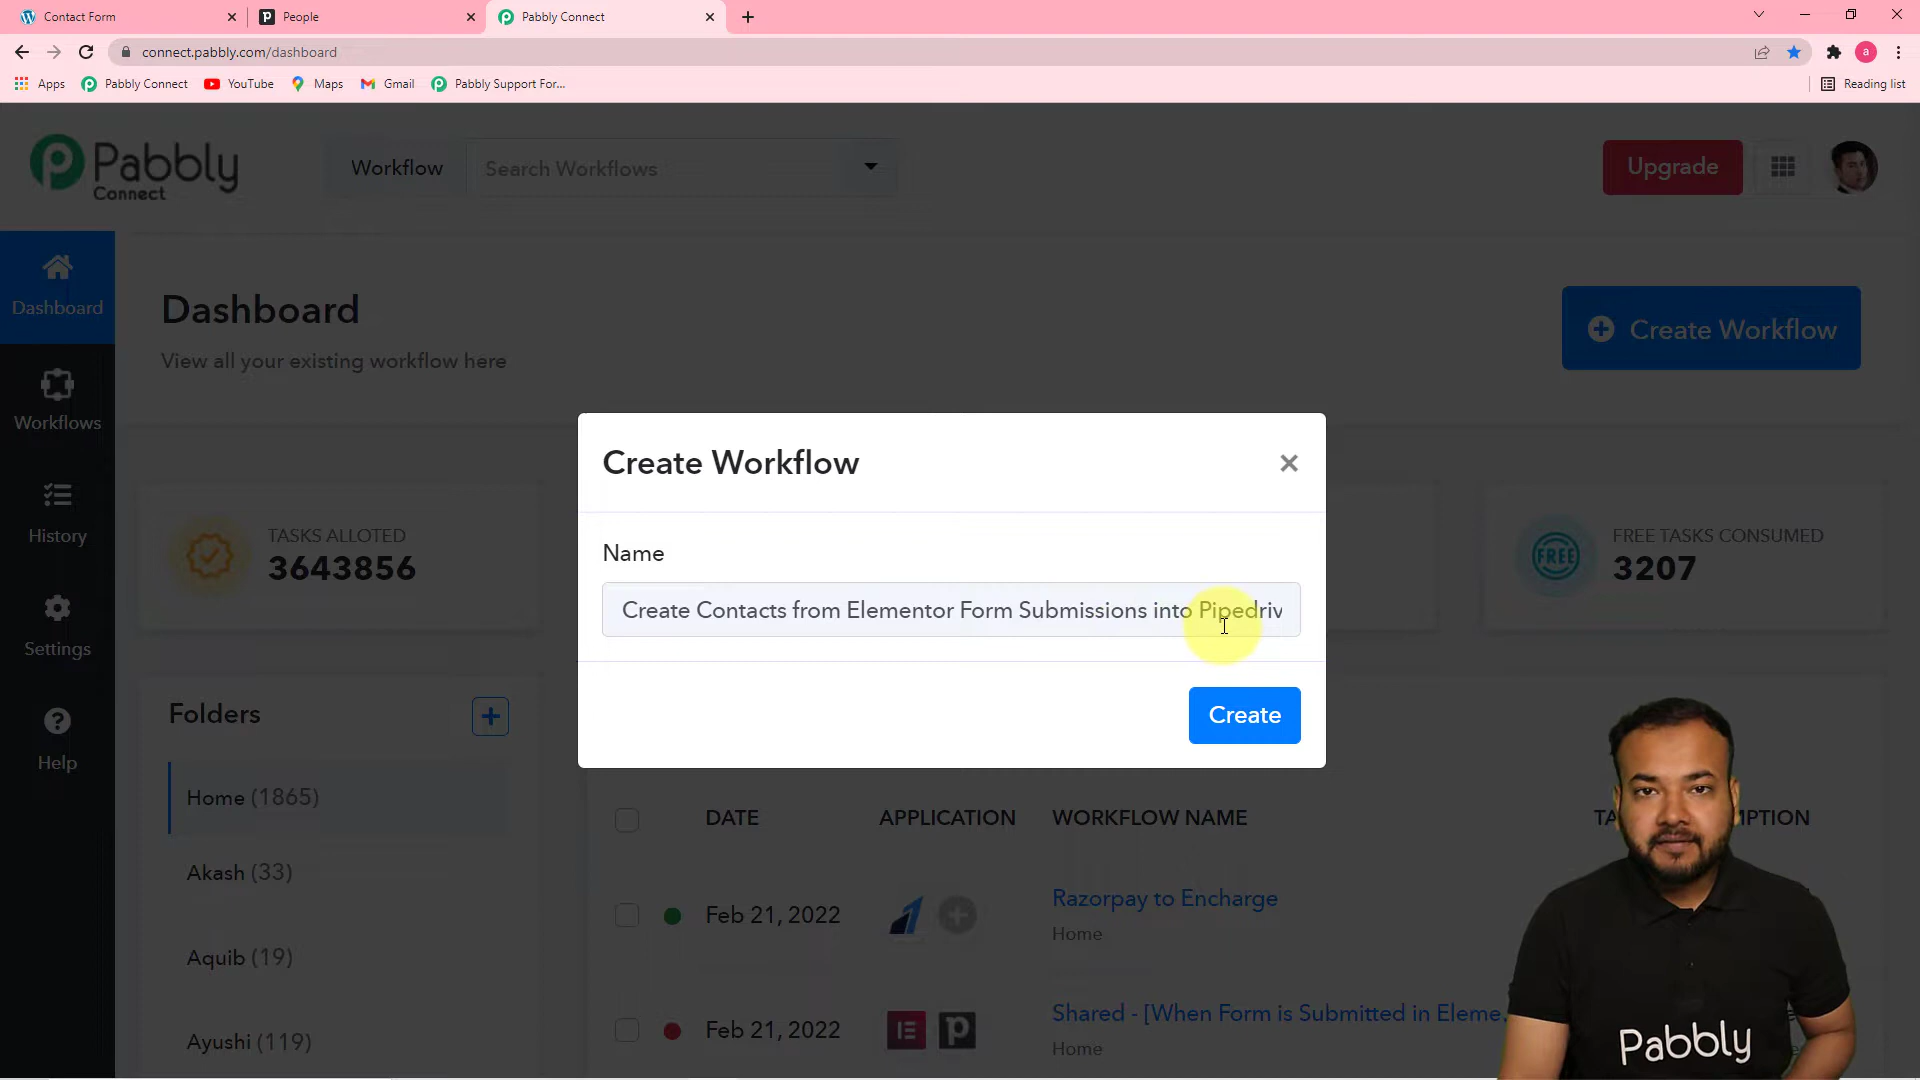 Contact Form
People
Pabbly Connect
connect.pabbly.com/dashboard
a
Apps
Pabbly Connect
YouTube
Maps
Gmail
Pabbly Support For...
Reading list
Pabbly
Connect
Workflow
Search Workflows
Upgrade
Dashboard
Workflows
History
Settings
Help
Dashboard
View all your existing workflow here
Create Workflow
Create Workflow
Name
Create Contacts from Elementor Form Submissions into Pipedriv
Create
TASKS ALLOTED
3643856
FREE
FREE TASKS CONSUMED
3207
Folders
Home (1865)
Akash (33)
Aquib (19)
Ayushi (119)
DATE
APPLICATION
WORKFLOW NAME
Feb 21, 2022
Razorpay to Encharge
Home
Feb 21, 2022
Shared - [When Form is Submitted in Eleme.
Home
Pabbly